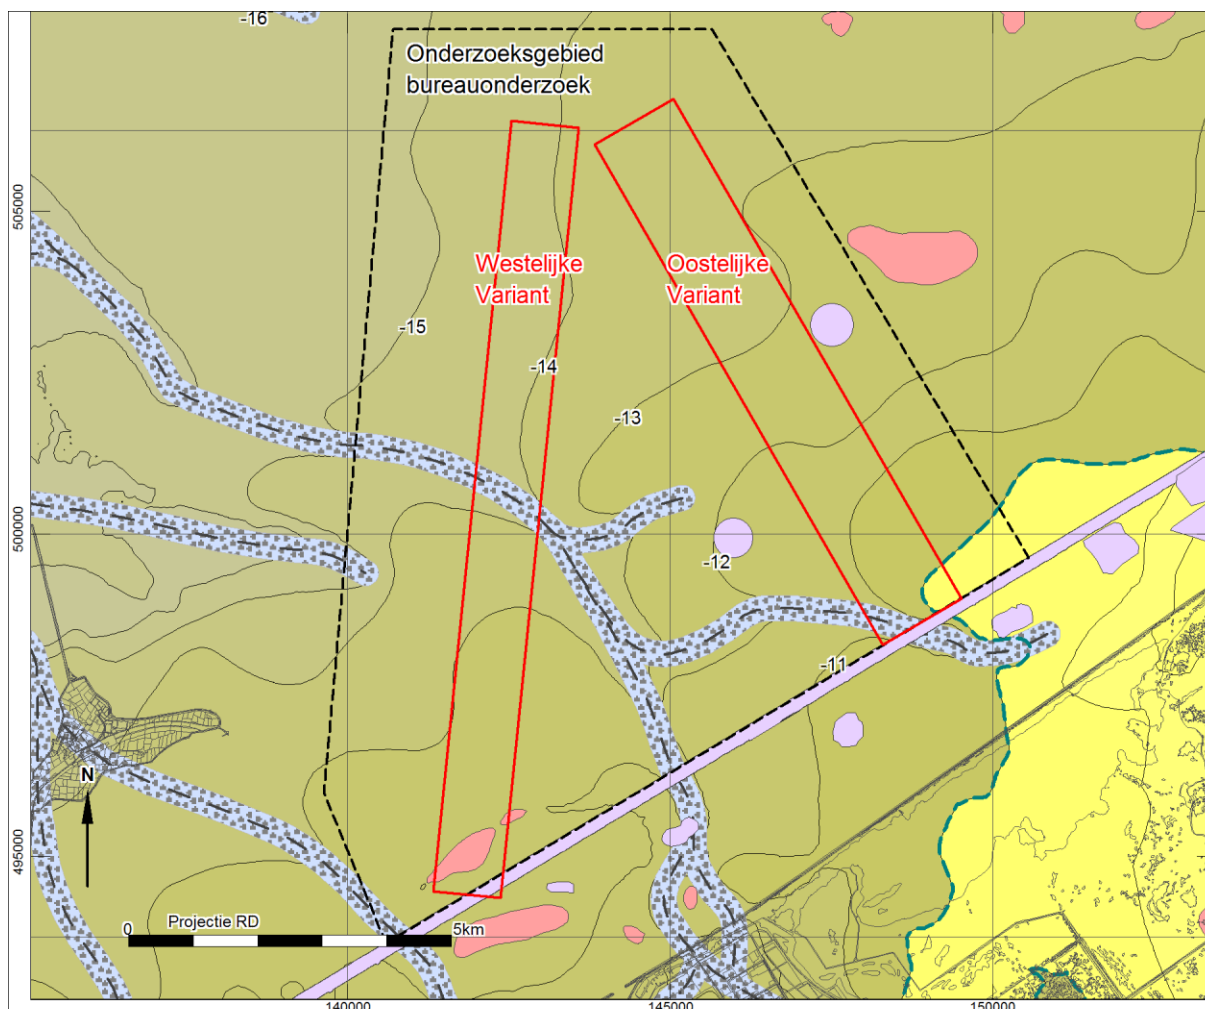 -16
Onderzoeksgebied
bureauonderzoek
505000
Westelijke
Variant
Oostelijke
Variant
-15
-14
-13
500000
-12
-11
N
495000
0
Projectie RD
5km
140000
145000
150000